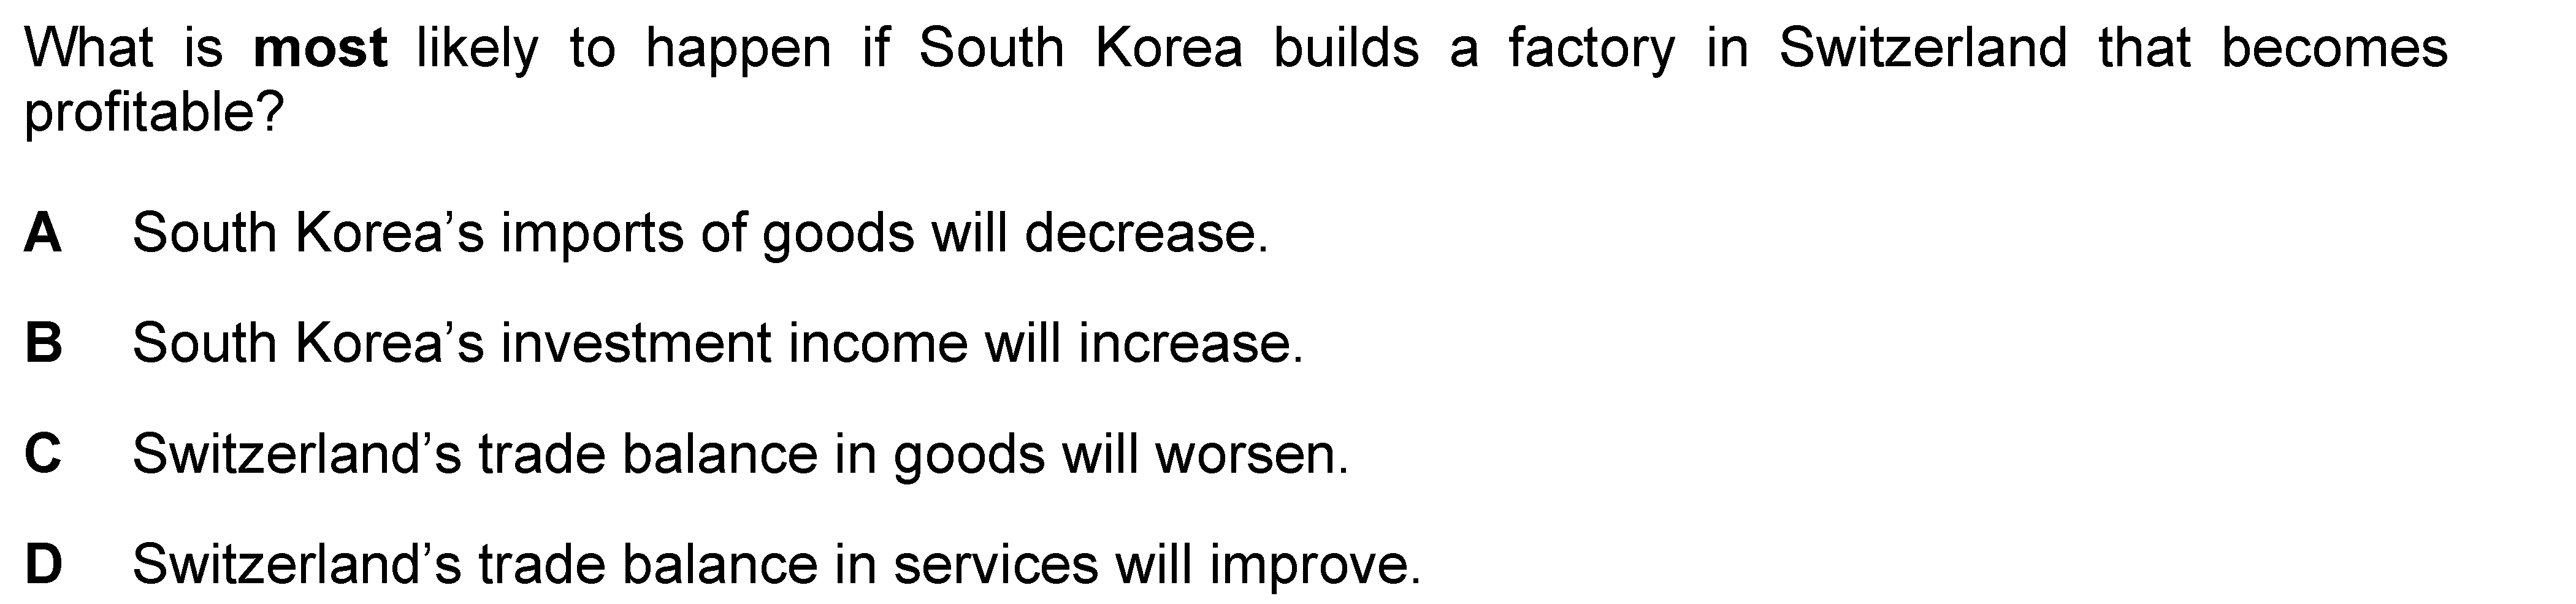 What is most likely to happen if South Korea builds a factory in Switzerland that becomes
profitable?
A South Korea’s imports of goods will decrease.
B South Korea’s investment income will increase.
C Switzerland’s trade balance in goods will worsen.
D Switzerland’s trade balance in services will improve.